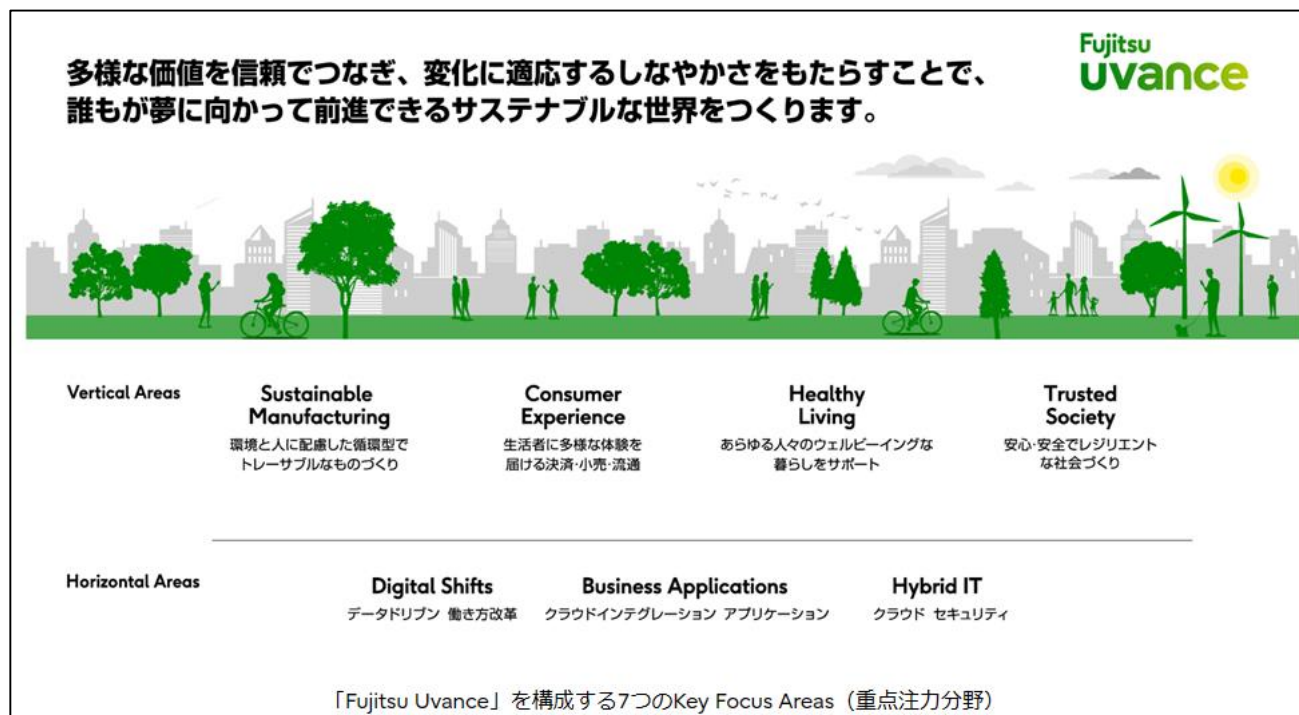 多様な価値を信頼でつなぎ、変化に適応するしなやかさをもたらすことで、
誰もが夢に向かって前進できるサステナブルな世界をつくります。
Fujitsu
uvance
Vertical Areas
Sustainable
Manufacturing
環境と人に配慮した循環型で
トレーサブルなものづくり
Consumer
Experience
生活者に多様な体験を
届ける決済・小売・流通
Healthy
Living
あらゆる人々のウェルビーイングな
暮らしをサポート
Trusted
Society
安心・安全でレジリエント
な社会づくり
Horizontal Areas
Digital Shifts
データドリブン 働き方改革
Business Applications
クラウドインテグレーション アプリケーション
Hybrid IT
クラウド セキュリティ
「Fujitsu Uvance」を構成する7つのKey Focus Areas（重点注力分野）